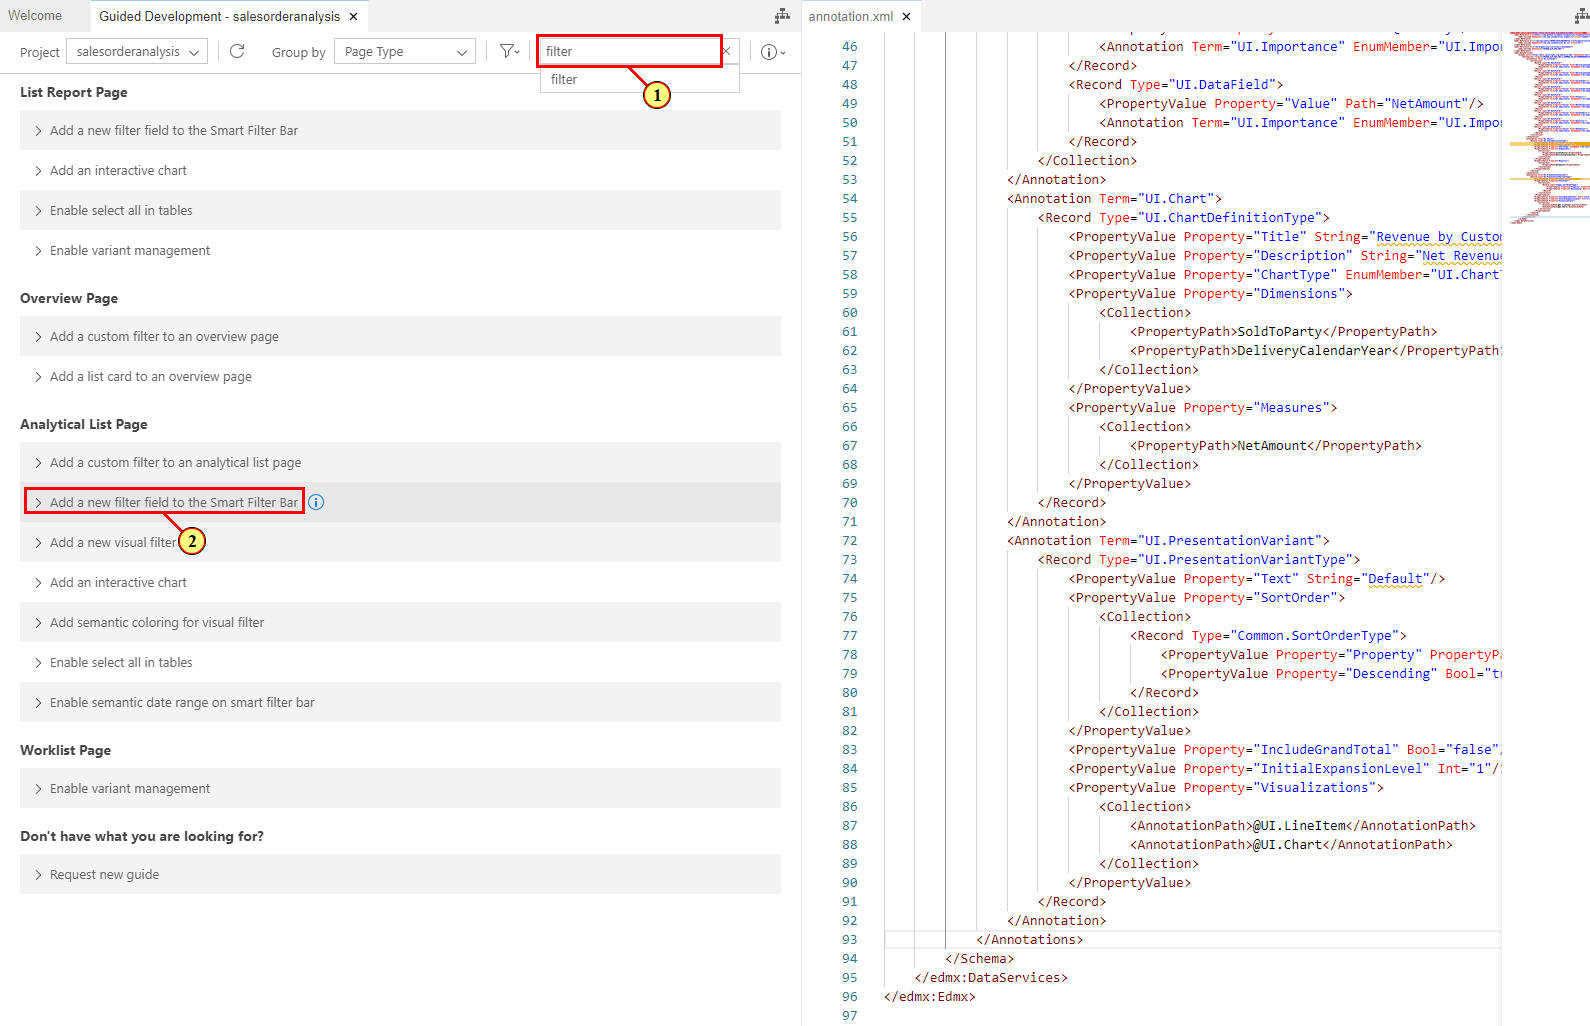 Welcome
Guided Development - salesorderanalysis ×
annotation.xml ×
Project salesorderanalysis Group by Page Type filter ×
filter
1
List Report Page
Add a new filter field to the Smart Filter Bar
Add an interactive chart
Enable select all in tables
Enable variant management
Overview Page
Add a custom filter to an overview page
Add a list card to an overview page
Analytical List Page
Add a custom filter to an analytical list page
Add a new filter field to the Smart Filter Bar
Add a new visual filter
2
Add an interactive chart
Add semantic coloring for visual filter
Enable select all in tables
Enable semantic date range on smart filter bar
Worklist Page
Enable variant management
Don't have what you are looking for?
Request new guide
46 <Annotation Term="UI.Importance" EnumMember="UI.Impor
47 </Record>
48 <Record Type="UI.DataField">
49 <PropertyValue Property="Value" Path="NetAmount"/>
50 <Annotation Term="UI.Importance" EnumMember="UI.Impor
51 </Record>
52 </Collection>
53 </Annotation>
54 <Annotation Term="UI.Chart">
55 <Record Type="UI.ChartDefinitionType">
56 <PropertyValue Property="Title" String="Revenue by Custom
57 <PropertyValue Property="Description" String="Net Revenue
58 <PropertyValue Property="ChartType" EnumMember="UI.ChartT
59 <PropertyValue Property="Dimensions">
60 <Collection>
61 <PropertyPath>SoldToParty</PropertyPath>
62 <PropertyPath>DeliveryCalendarYear</PropertyPath>
63 </Collection>
64 </PropertyValue>
65 <PropertyValue Property="Measures">
66 <Collection>
67 <PropertyPath>NetAmount</PropertyPath>
68 </Collection>
69 </PropertyValue>
70 </Record>
71 </Annotation>
72 <Annotation Term="UI.PresentationVariant">
73 <Record Type="UI.PresentationVariantType">
74 <PropertyValue Property="Text" String="Default"/>
75 <PropertyValue Property="SortOrder">
76 <Collection>
77 <Record Type="Common.SortOrderType">
78 <PropertyValue Property="Property" PropertyPa
79 <PropertyValue Property="Descending" Bool="tr
80 </Record>
81 </Collection>
82 </PropertyValue>
83 <PropertyValue Property="IncludeGrandTotal" Bool="false"/
84 <PropertyValue Property="InitialExpansionLevel" Int="1"/>
85 <PropertyValue Property="Visualizations">
86 <Collection>
87 <AnnotationPath>@UI.LineItem</AnnotationPath>
88 <AnnotationPath>@UI.Chart</AnnotationPath>
89 </Collection>
90 </PropertyValue>
91 </Record>
92 </Annotation>
93 </Annotations>
94 </Schema>
95 </edmx:DataServices>
96 </edmx:Edmx>
97